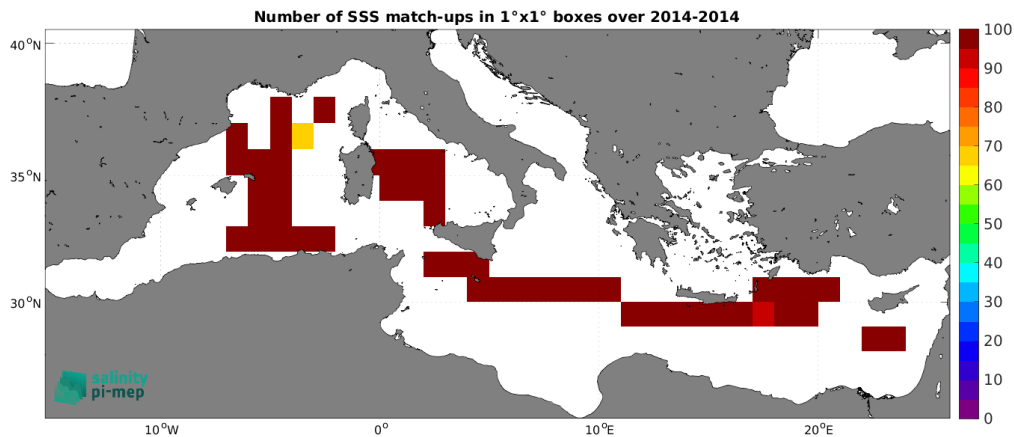 Number of SSS match-ups in 1°x1° boxes over 2014-2014
40°N
35°N
30°N
10°W
0°
10°E
20°E
100
90
80
70
60
50
40
30
20
10
0
salinity
pi-mep